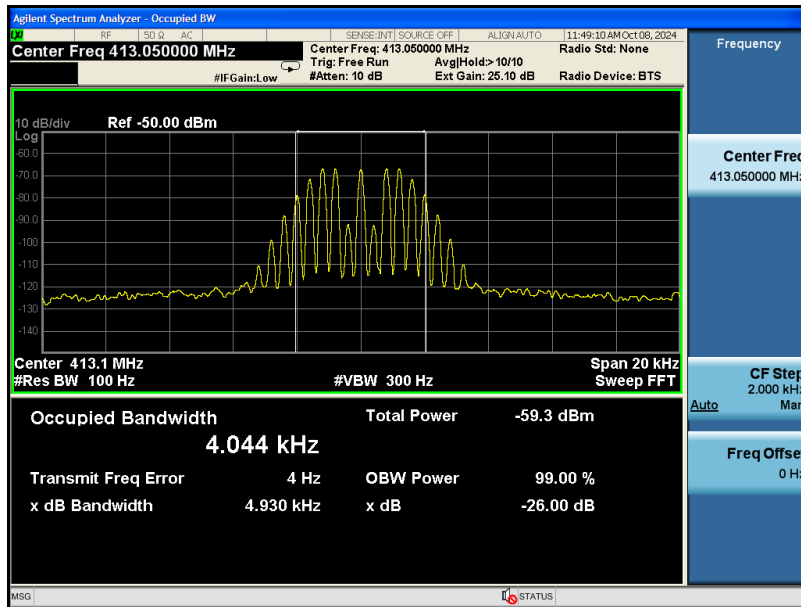 Agilent Spectrum Analyzer - Occupied BW
LXI RF 50 Ω AC SENSE:INT SOURCE OFF ALIGN AUTO 11:49:10 AM Oct 08, 2024
Center Freq 413.050000 MHz
Center Freq: 413.050000 MHz Radio Std: None
Trig: Free Run Avg|Hold:>10/10
#IFGain:Low #Atten: 10 dB Ext Gain: 25.10 dB Radio Device: BTS
10 dB/div Ref -50.00 dBm
Log
-60.0
-70.0
-80.0
-90.0
-100
-110
-120
-130
-140
Center 413.1 MHz Span 20 kHz
#Res BW 100 Hz #VBW 300 Hz Sweep FFT
Occupied Bandwidth Total Power -59.3 dBm
4.044 kHz
Transmit Freq Error 4 Hz OBW Power 99.00 %
x dB Bandwidth 4.930 kHz x dB -26.00 dB
MSG STATUS
Frequency
Center Freq
413.050000 MHz
CF Step
2.000 kHz
Auto Man
Freq Offset
0 Hz